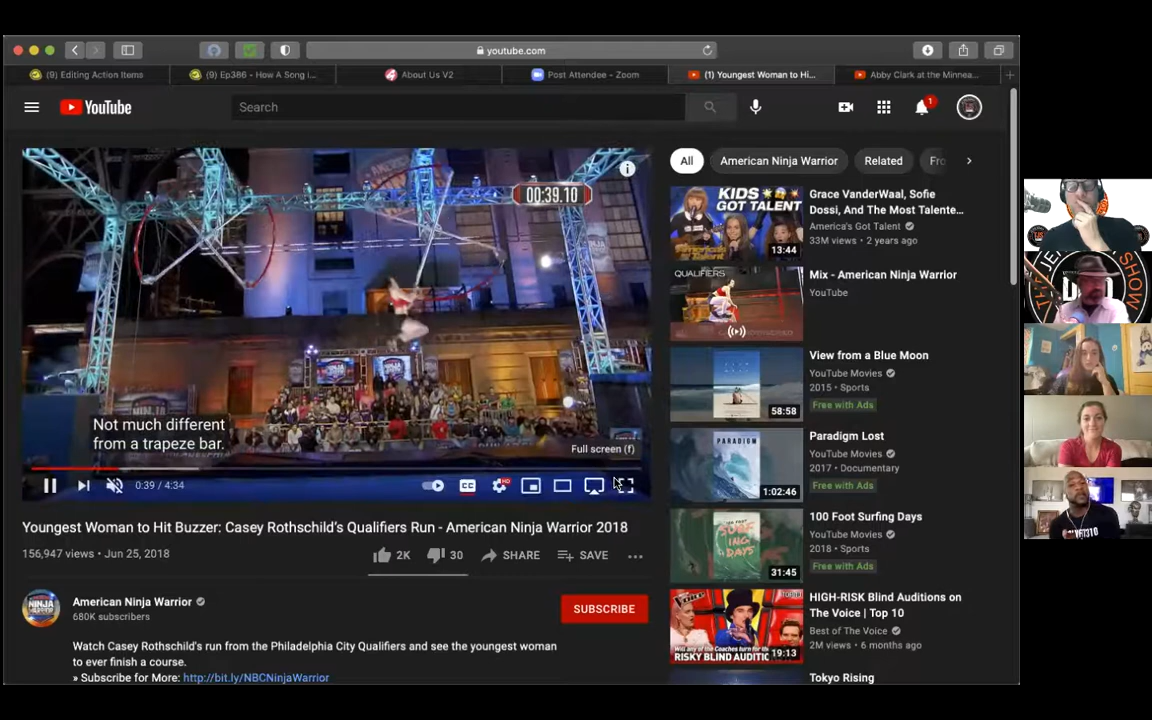 youtube.com
(9) Editing Action Items
(9) Ep386 - How A Song i...
About Us V2
Post Attendee - Zoom
(1) Youngest Woman to Hi...
Abby Clark at the Minnea...
YouTube
Search
1
All
American Ninja Warrior
Related
Fro
00:39.10
Not much different
from a trapeze bar.
Full screen (f)
0:39 / 4:34
CC
HD
Youngest Woman to Hit Buzzer: Casey Rothschild's Qualifiers Run - American Ninja Warrior 2018
156,947 views • Jun 25, 2018
2K
30
SHARE
SAVE
NINJA
American Ninja Warrior
680K subscribers
SUBSCRIBE
Watch Casey Rothschild's run from the Philadelphia City Qualifiers and see the youngest woman
to ever finish a course.
» Subscribe for More: http://bit.ly/NBCNinjaWarrior
KIDS
GOT TALENT
13:44
Grace VanderWaal, Sofie
Dossi, And The Most Talente...
America's Got Talent
33M views • 2 years ago
QUALIFIERS
Mix - American Ninja Warrior
YouTube
58:58
View from a Blue Moon
YouTube Movies
2015 • Sports
Free with Ads
PARADIGM
1:02:46
Paradigm Lost
YouTube Movies
2017 • Documentary
Free with Ads
SURF
ING
DAYS
31:45
100 Foot Surfing Days
YouTube Movies
2018 • Sports
Free with Ads
RISKY BLIND AUDITIC
19:13
HIGH-RISK Blind Auditions on
The Voice | Top 10
Best of The Voice
2M views • 6 months ago
Tokyo Rising
SHOW